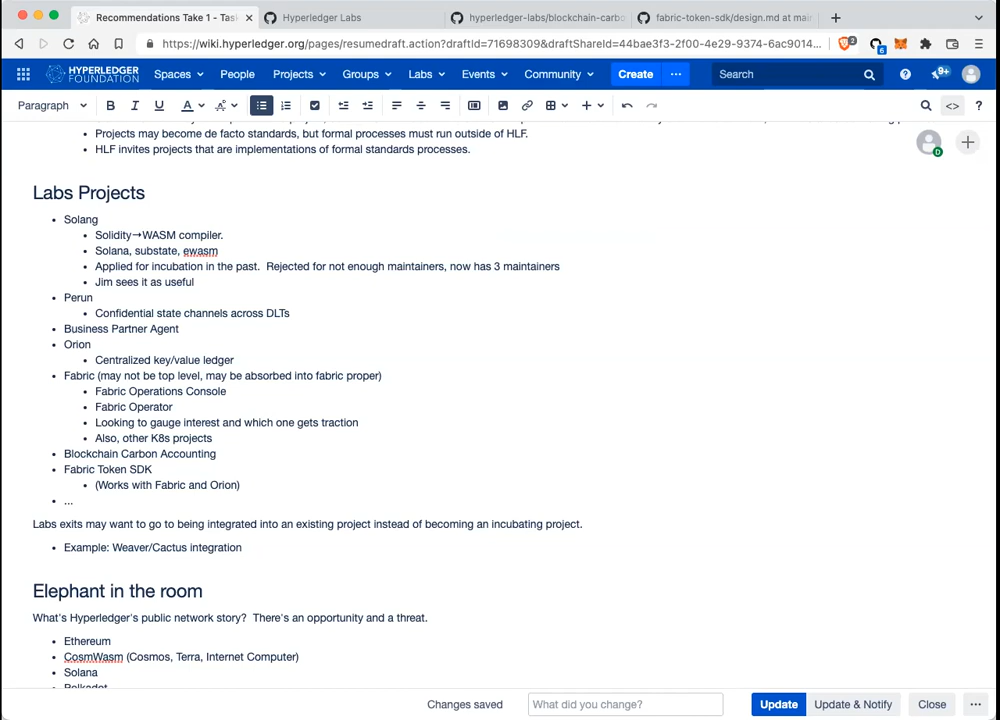 Recommendations Take 1 - Tas
Hyperledger Labs
hyperledger-labs/blockchain-carbo
fabric-token-sdk/design.md at mai
https://wiki.hyperledger.org/pages/resumedraft.action?draftId=71698309&draftShareId=44bae3f3-2f00-4e29-9374-6ac9014...
2
6
HYPERLEDGER FOUNDATION
Spaces
People
Projects
Groups
Labs
Events
Community
Create
...
Search
9+
Paragraph
B I U A
Projects may become de facto standards, but formal processes must run outside of HLF.
HLF invites projects that are implementations of formal standards processes.
D
Labs Projects
Solang
Solidity→WASM compiler.
Solana, substate, ewasm
Applied for incubation in the past.  Rejected for not enough maintainers, now has 3 maintainers
Jim sees it as useful
Perun
Confidential state channels across DLTs
Business Partner Agent
Orion
Centralized key/value ledger
Fabric (may not be top level, may be absorbed into fabric proper)
Fabric Operations Console
Fabric Operator
Looking to gauge interest and which one gets traction
Also, other K8s projects
Blockchain Carbon Accounting
Fabric Token SDK
(Works with Fabric and Orion)
...
Labs exits may want to go to being integrated into an existing project instead of becoming an incubating project.
Example: Weaver/Cactus integration
Elephant in the room
What's Hyperledger's public network story?  There's an opportunity and a threat.
Ethereum
CosmWasm (Cosmos, Terra, Internet Computer)
Solana
Polkadot
Changes saved
What did you change?
Update
Update & Notify
Close
...